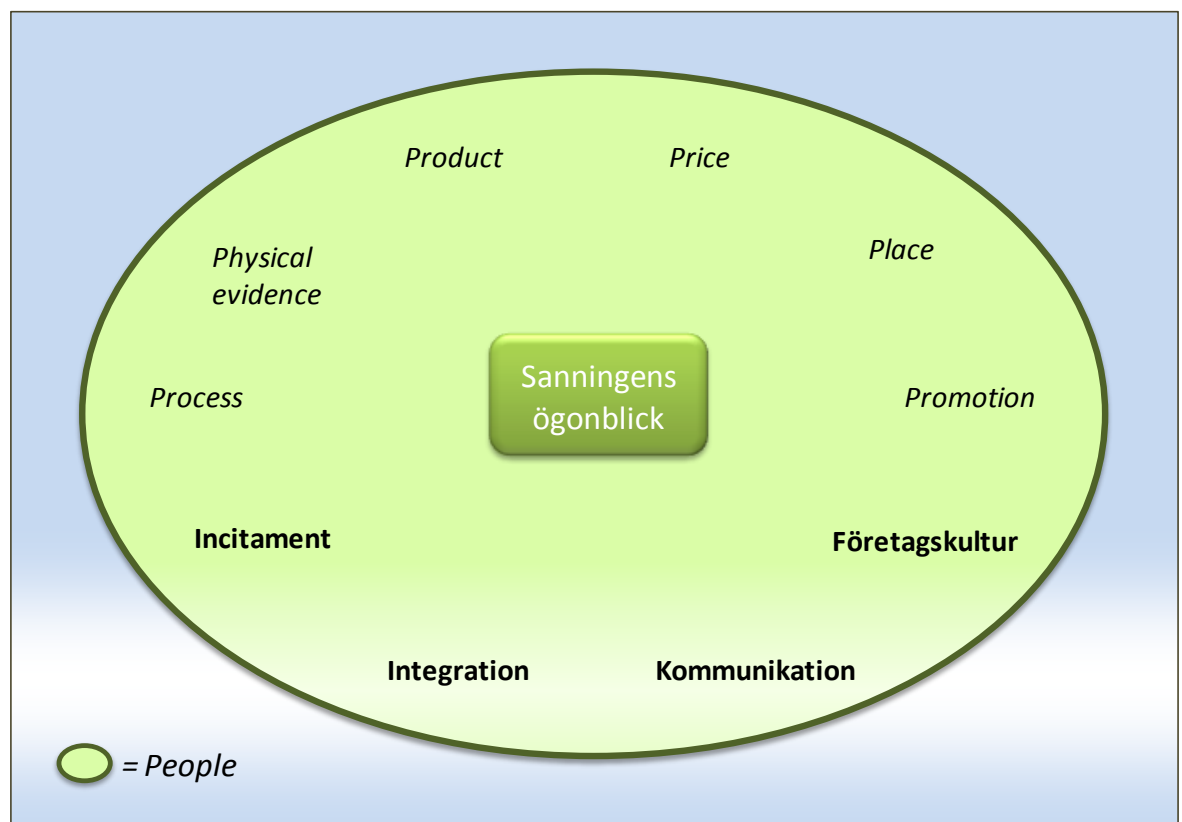 Product
Price
Place
Physical
evidence
Sanningens
ögonblick
Process
Promotion
Incitament
Företagskultur
Integration
Kommunikation
= People